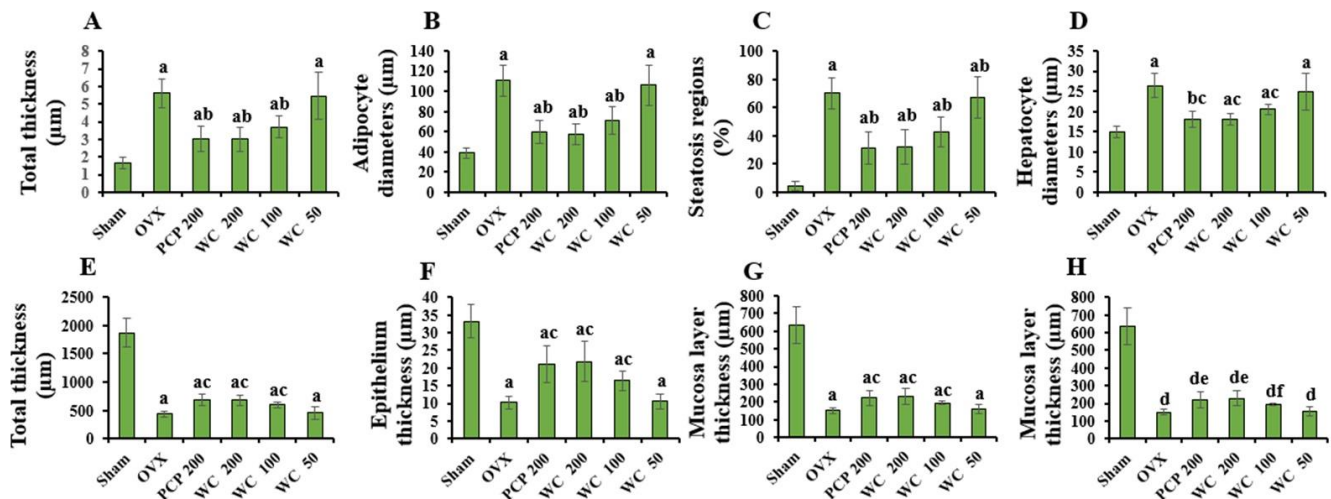 A
Total thickness
(µm)
8
7
6
5
4
3
2
1
0
a
ab
ab
ab
a
Sham
OVX
PCP 200
WC 200
WC 100
WC 50
B
Adipocyte
diameters (µm)
140
120
100
80
60
40
20
0
a
ab
ab
ab
a
Sham
OVX
PCP 200
WC 200
WC 100
WC 50
C
Steatosis regions
(%)
100
80
60
40
20
0
a
ab
ab
ab
ab
Sham
OVX
PCP 200
WC 200
WC 100
WC 50
D
Hepatocyte
diameters (µm)
35
30
25
20
15
10
5
0
a
bc
ac
ac
a
Sham
OVX
PCP 200
WC 200
WC 100
WC 50
E
Total thickness
(µm)
2500
2000
1500
1000
500
0
a
ac
ac
ac
a
Sham
OVX
PCP 200
WC 200
WC 100
WC 50
F
Epithelium
thickness (µm)
40
35
30
25
20
15
10
5
0
a
ac
ac
ac
a
Sham
OVX
PCP 200
WC 200
WC 100
WC 50
G
Mucosa layer
thickness (µm)
800
700
600
500
400
300
200
100
0
a
ac
ac
ac
a
Sham
OVX
PCP 200
WC 200
WC 100
WC 50
H
Mucosa layer
thickness (µm)
800
700
600
500
400
300
200
100
0
d
de
de
df
d
Sham
OVX
PCP 200
WC 200
WC 100
WC 50